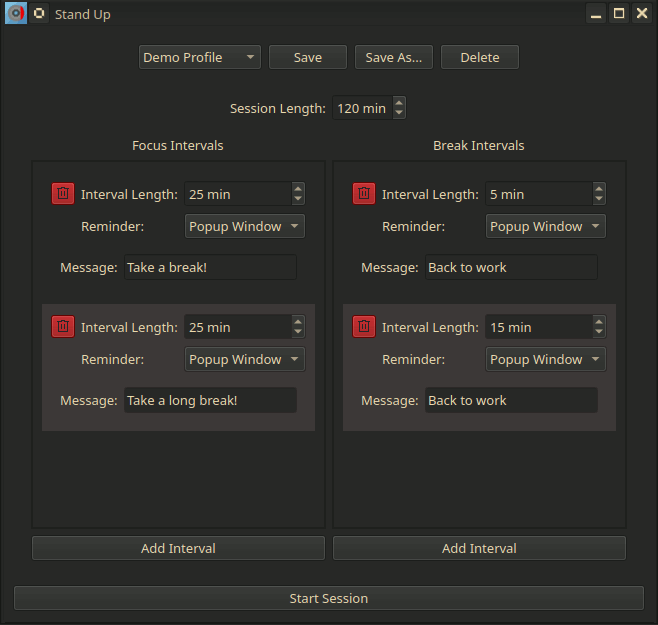 Stand Up
Demo Profile Save Save As... Delete
Session Length: 120 min
Focus Intervals Break Intervals
Interval Length: 25 min Interval Length: 5 min
Reminder: Popup Window Reminder: Popup Window
Message: Take a break! Message: Back to work
Interval Length: 25 min Interval Length: 15 min
Reminder: Popup Window Reminder: Popup Window
Message: Take a long break! Message: Back to work
Add Interval Add Interval
Start Session